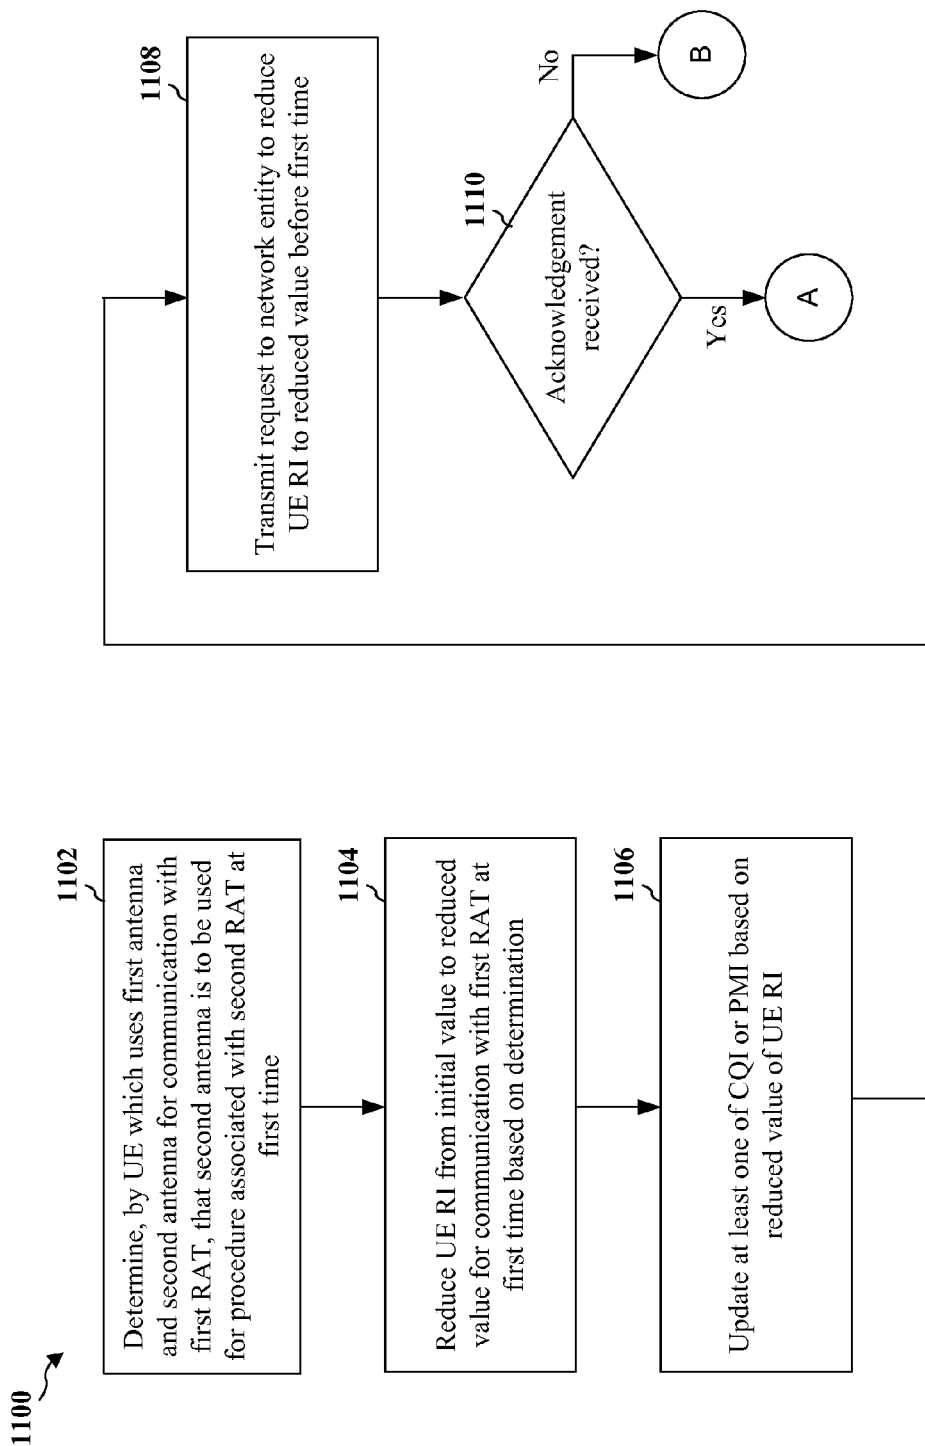 1100
1102
Determine, by UE which uses first antenna
and second antenna for communication with
first RAT, that second antenna is to be used
for procedure associated with second RAT at
first time
1104
Reduce UE RI from initial value to reduced
value for communication with first RAT at
first time based on determination
1106
Update at least one of CQI or PMI based on
reduced value of UE RI
1108
Transmit request to network entity to reduce
UE RI to reduced value before first time
1110
Acknowledgement
received?
No
B
Yes
A